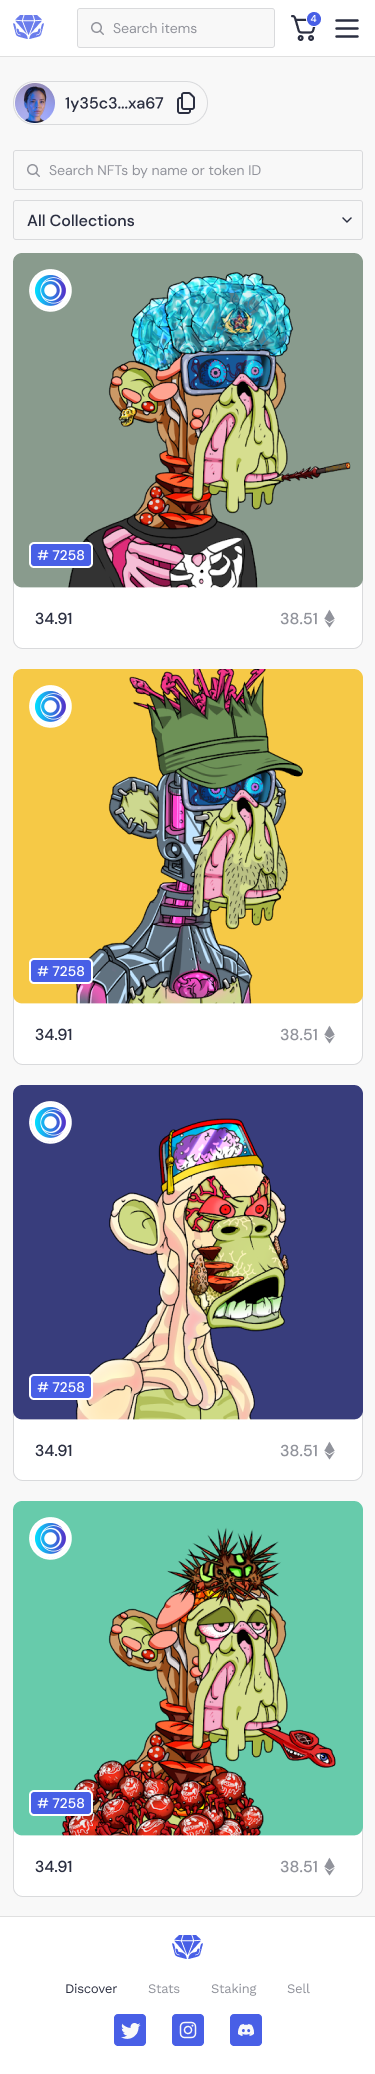 Search items
4
1y35c3...xa67
Search NFTs by name or token ID
All Collections
# 7258
34.91 38.51
# 7258
34.91 38.51
# 7258
34.91 38.51
# 7258
34.91 38.51
Discover Stats Staking Sell